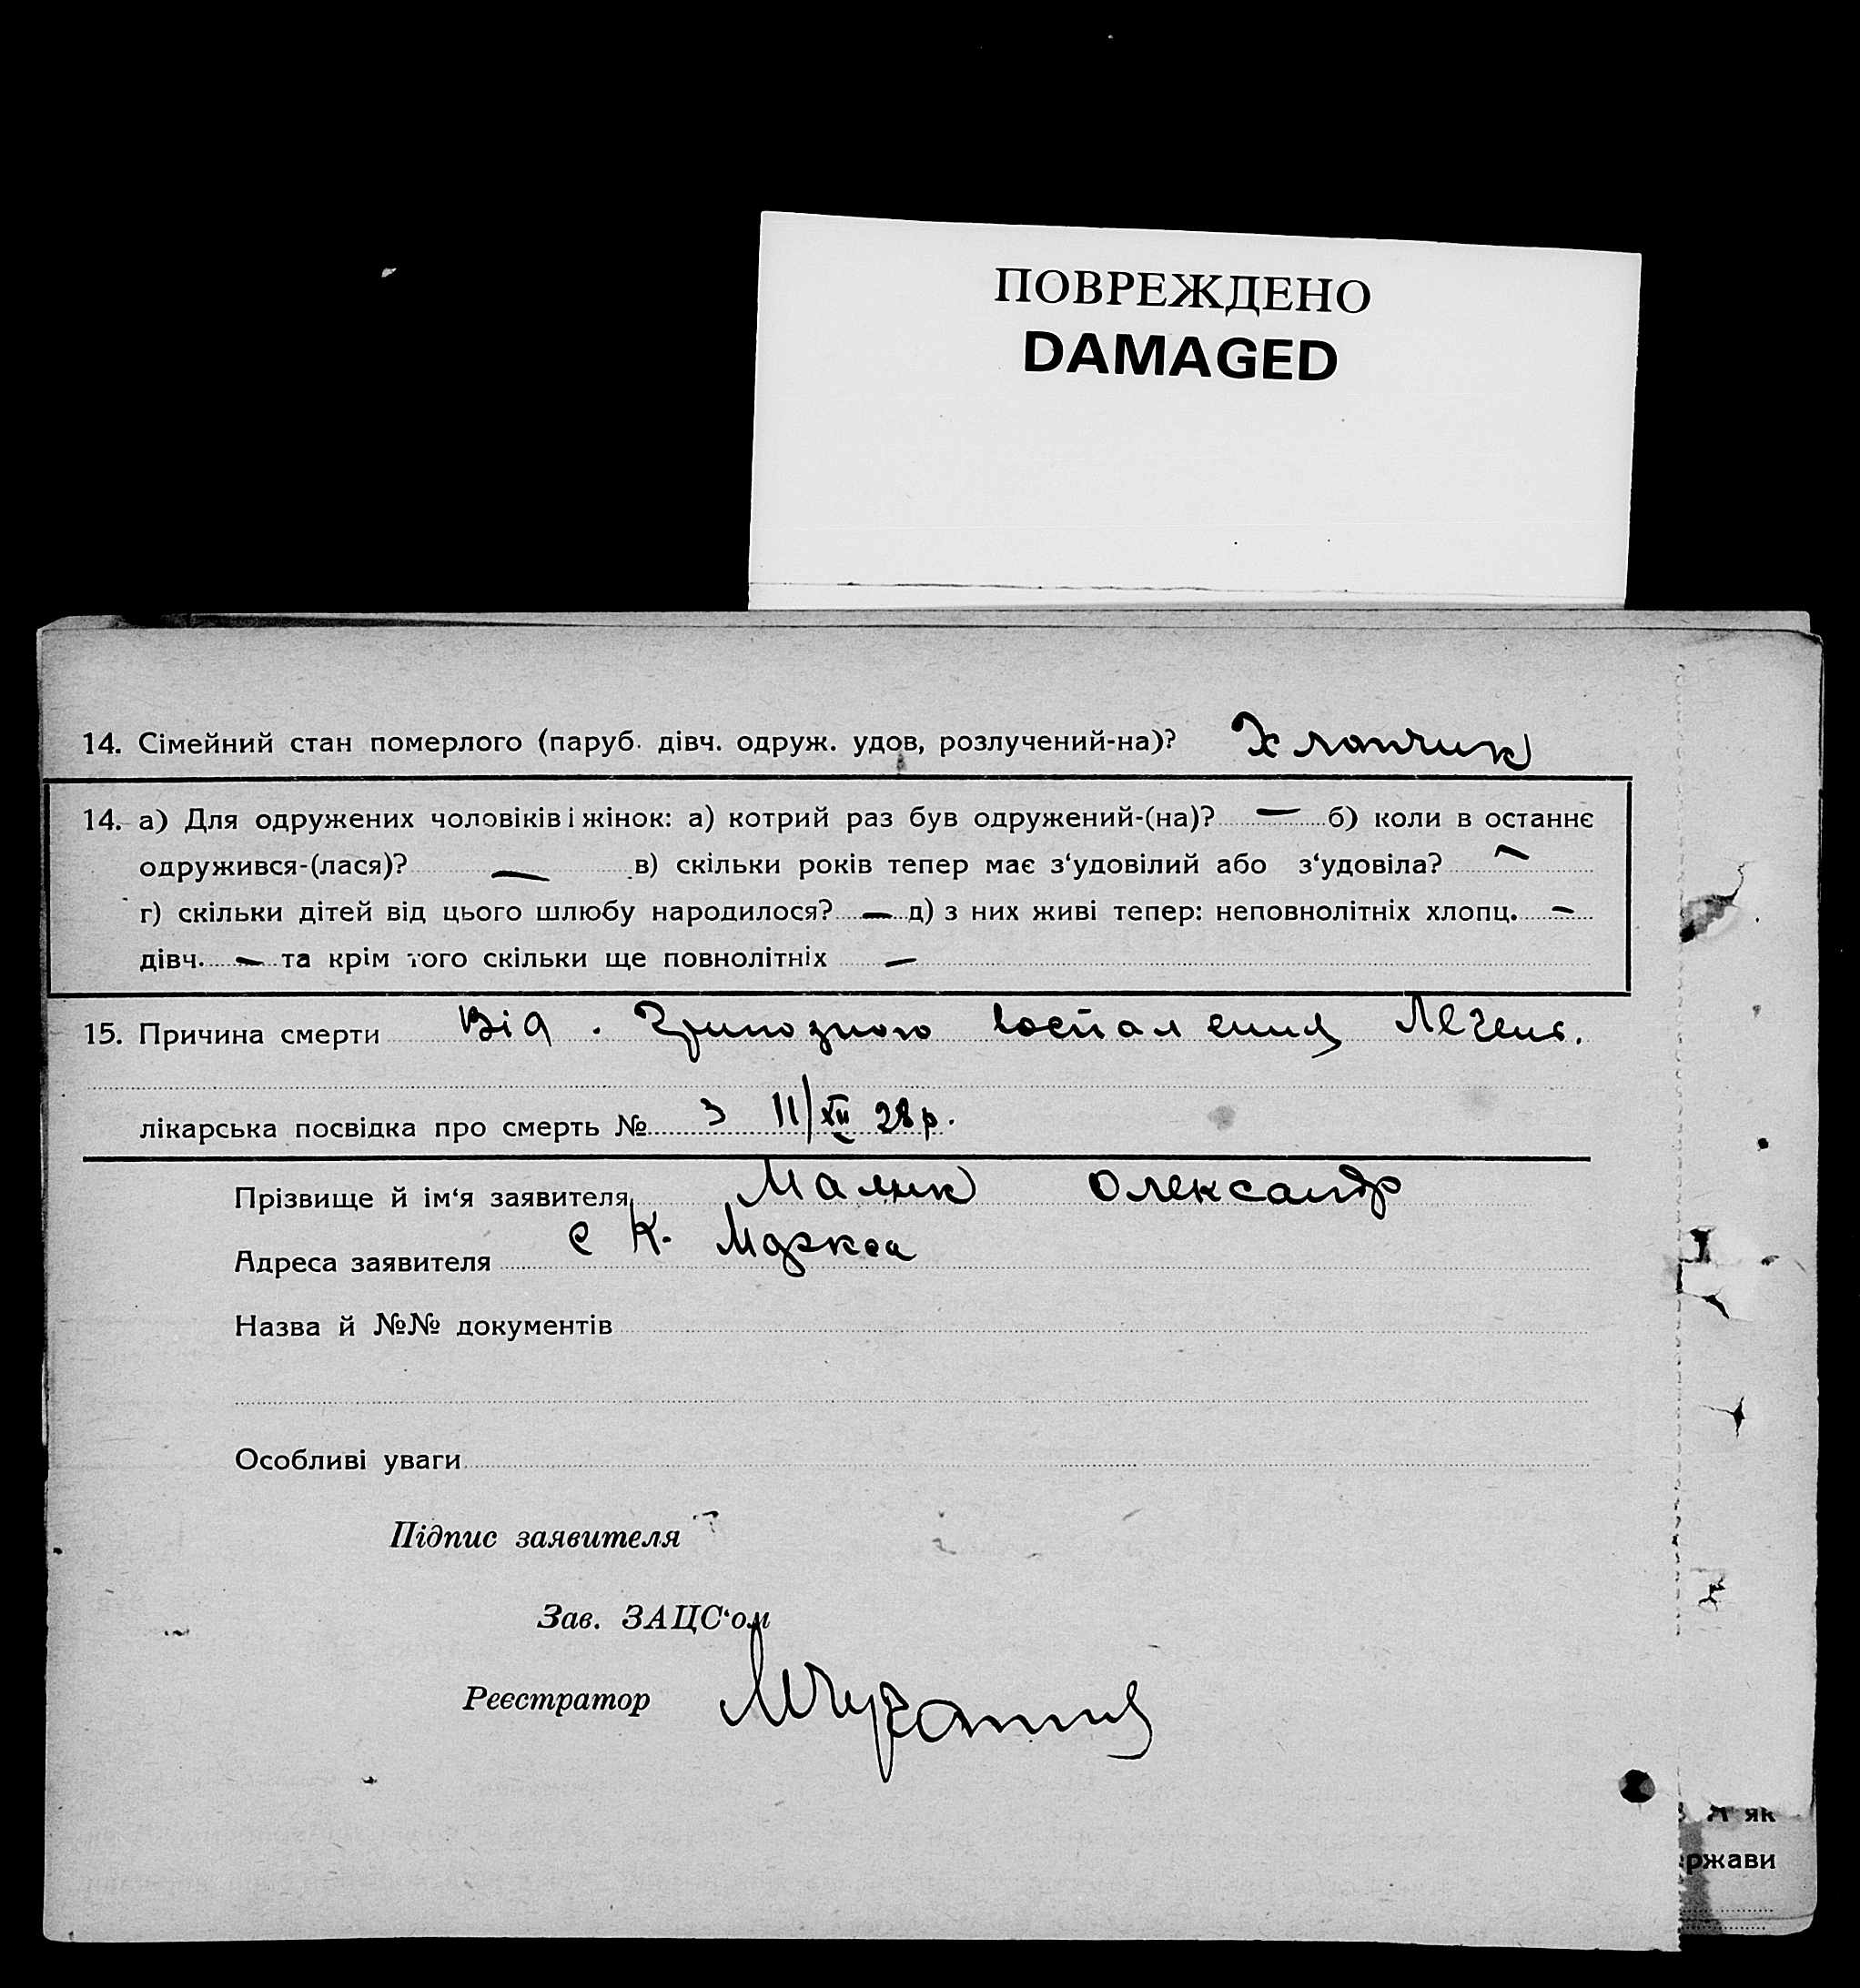 ПОВРЕЖДЕНО
DAMAGED
14. Сімейний стан померлого (паруб. дівч. одруж. удов, розлучений-на)? Хлопчик
14. а) Для одружених чоловіків і жінок: а) котрий раз був одружений-(на)? — б) коли в останнє
одружився-(лася)? — в) скільки років тепер має з‘удовілий або з‘удовіла? —
г) скільки дітей від цього шлюбу народилося? — д) з них живі тепер: неповнолітніх хлопц. —
дівч. — та крім того скільки ще повнолітніх —
15. Причина смерти Від . Грипозного воспаления Легень.
лікарська посвідка про смерть № 3 11/XII 28р.
Прізвище й ім‘я заявителя Олександр
Адреса заявителя с К.
Назва й №№ документів
Особливі уваги
Підпис заявителя
Зав. ЗАЦС‘ом
Реєстратор
як
ржави